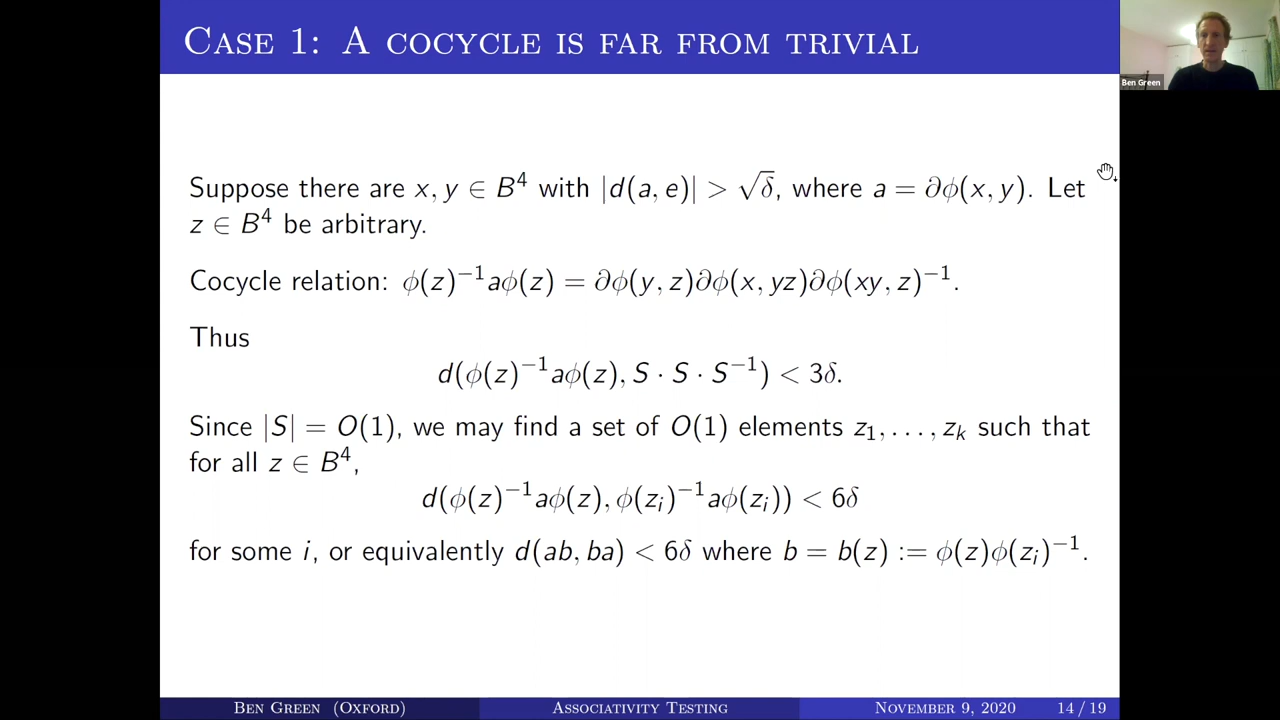 CASE 1: A COCYCLE IS FAR FROM TRIVIAL
Ben Green
Suppose there are x, y ∈ B⁴ with |d(a, e)| > √δ, where a = ∂ϕ(x, y). Let
z ∈ B⁴ be arbitrary.
Cocycle relation: ϕ(z)⁻¹aϕ(z) = ∂ϕ(y, z)∂ϕ(x, yz)∂ϕ(xy, z)⁻¹.
Thus
d(ϕ(z)⁻¹aϕ(z), S · S · S⁻¹) < 3δ.
Since |S| = O(1), we may find a set of O(1) elements z₁, . . . , zₖ such that
for all z ∈ B⁴,
d(ϕ(z)⁻¹aϕ(z), ϕ(zᵢ)⁻¹aϕ(zᵢ)) < 6δ
for some i, or equivalently d(ab, ba) < 6δ where b = b(z) := ϕ(z)ϕ(zᵢ)⁻¹.
BEN GREEN (OXFORD) ASSOCIATIVITY TESTING NOVEMBER 9, 2020 14 / 19